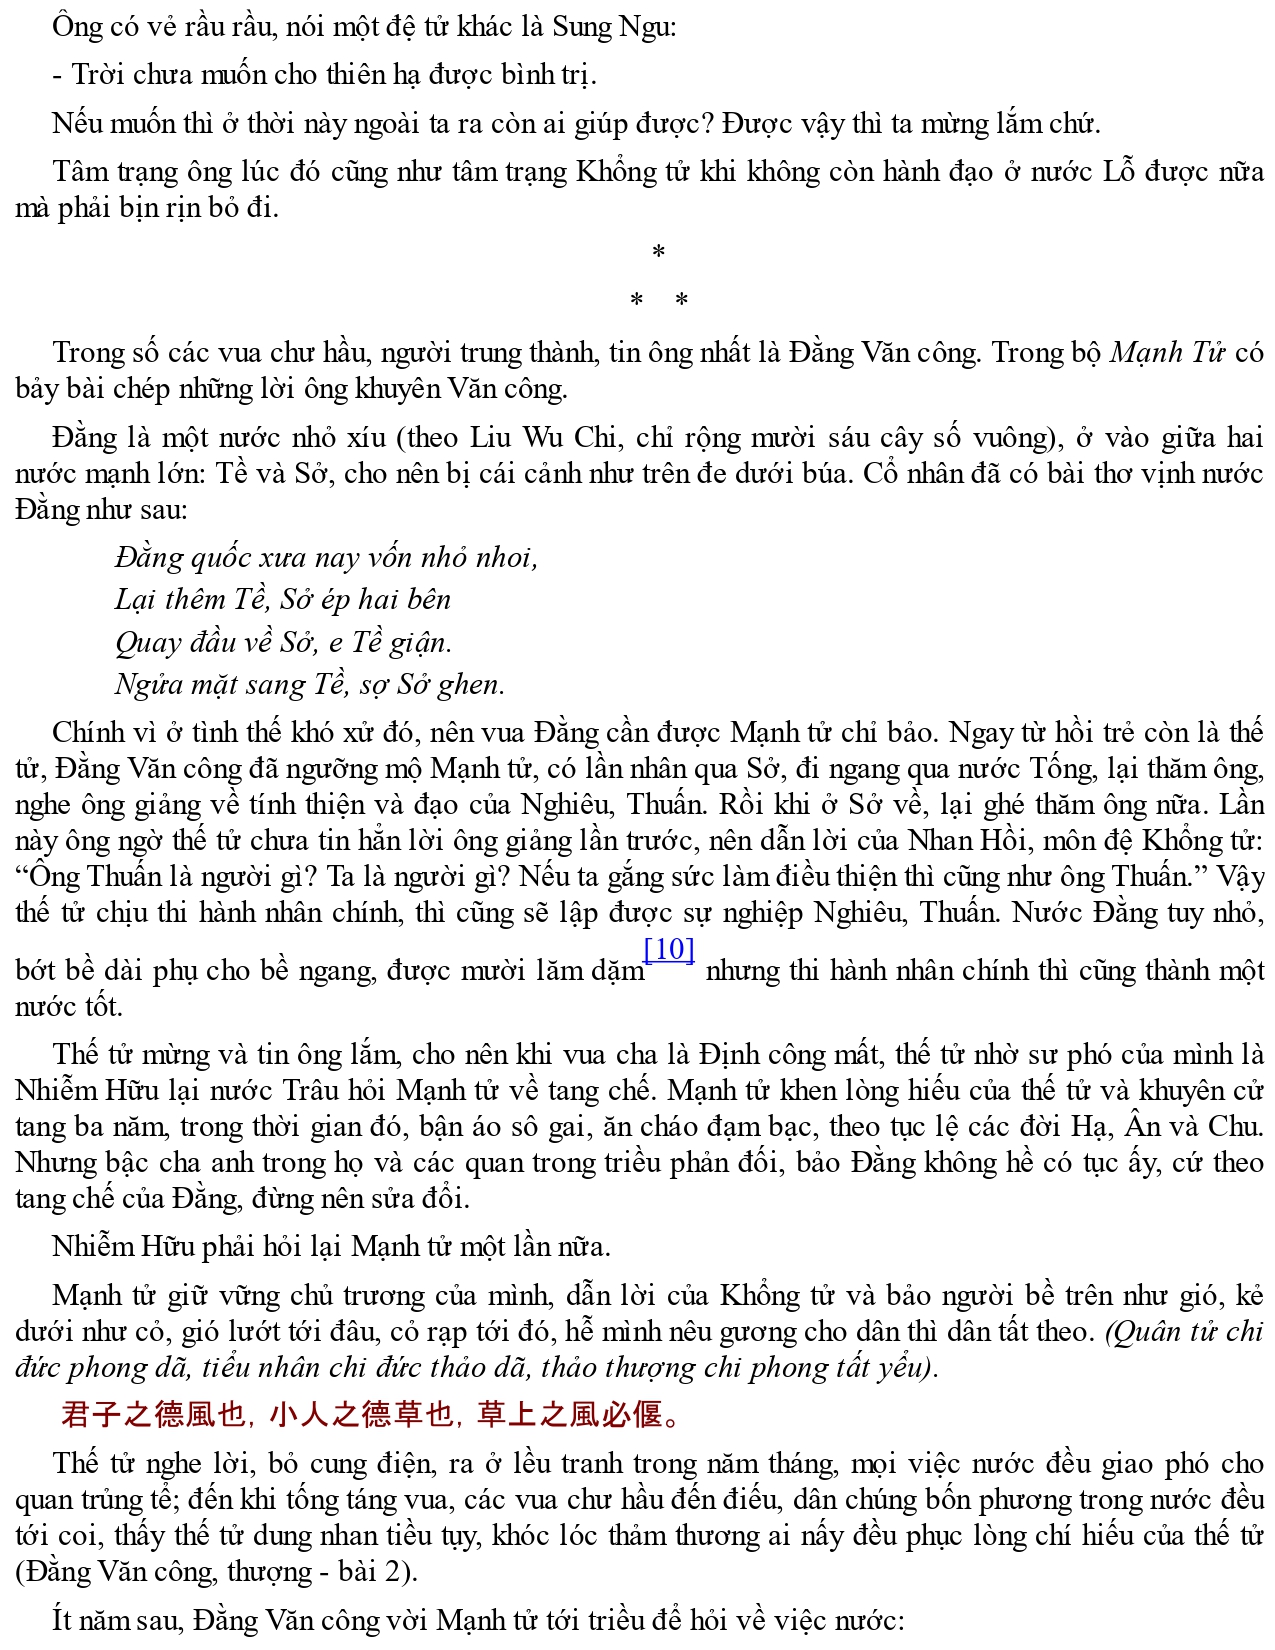 Ông có vẻ rầu rầu, nói một đệ tử khác là Sung Ngu:
- Trời chưa muốn cho thiên hạ được bình trị.
Nếu muốn thì ở thời này ngoài ta ra còn ai giúp được? Được vậy thì ta mừng lắm chứ.
Tâm trạng ông lúc đó cũng như tâm trạng Khổng tử khi không còn hành đạo ở nước Lỗ được nữa
mà phải bịn rịn bỏ đi.
*
* *
Trong số các vua chư hầu, người trung thành, tin ông nhất là Đằng Văn công. Trong bộ Mạnh Tử có
bảy bài chép những lời ông khuyên Văn công.
Đằng là một nước nhỏ xíu (theo Liu Wu Chi, chỉ rộng mười sáu cây số vuông), ở vào giữa hai
nước mạnh lớn: Tề và Sở, cho nên bị cái cảnh như trên đe dưới búa. Cổ nhân đã có bài thơ vịnh nước
Đằng như sau:
Đằng quốc xưa nay vốn nhỏ nhoi,
Lại thêm Tề, Sở ép hai bên
Quay đầu về Sở, e Tề giận.
Ngửa mặt sang Tề, sợ Sở ghen.
Chính vì ở tình thế khó xử đó, nên vua Đằng cần được Mạnh tử chỉ bảo. Ngay từ hồi trẻ còn là thế
tử, Đằng Văn công đã ngưỡng mộ Mạnh tử, có lần nhân qua Sở, đi ngang qua nước Tống, lại thăm ông,
nghe ông giảng về tính thiện và đạo của Nghiêu, Thuấn. Rồi khi ở Sở về, lại ghé thăm ông nữa. Lần
này ông ngờ thế tử chưa tin hẳn lời ông giảng lần trước, nên dẫn lời của Nhan Hồi, môn đệ Khổng tử:
“Ông Thuấn là người gì? Ta là người gì? Nếu ta gắng sức làm điều thiện thì cũng như ông Thuấn.” Vậy
thế tử chịu thi hành nhân chính, thì cũng sẽ lập được sự nghiệp Nghiêu, Thuấn. Nước Đằng tuy nhỏ,
bớt bề dài phụ cho bề ngang, được mười lăm dặm[10] nhưng thi hành nhân chính thì cũng thành một
nước tốt.
Thế tử mừng và tin ông lắm, cho nên khi vua cha là Định công mất, thế tử nhờ sư phó của mình là
Nhiễm Hữu lại nước Trâu hỏi Mạnh tử về tang chế. Mạnh tử khen lòng hiếu của thế tử và khuyên cử
tang ba năm, trong thời gian đó, bận áo sô gai, ăn cháo đạm bạc, theo tục lệ các đời Hạ, Ân và Chu.
Nhưng bậc cha anh trong họ và các quan trong triều phản đối, bảo Đằng không hề có tục ấy, cứ theo
tang chế của Đằng, đừng nên sửa đổi.
Nhiễm Hữu phải hỏi lại Mạnh tử một lần nữa.
Mạnh tử giữ vững chủ trương của mình, dẫn lời của Khổng tử và bảo người bề trên như gió, kẻ
dưới như cỏ, gió lướt tới đâu, cỏ rạp tới đó, hễ mình nêu gương cho dân thì dân tất theo. (Quân tử chi
đức phong dã, tiểu nhân chi đức thảo dã, thảo thượng chi phong tất yểu).
君子之德風也, 小人之德草也, 草上之風必偃。
Thế tử nghe lời, bỏ cung điện, ra ở lều tranh trong năm tháng, mọi việc nước đều giao phó cho
quan trủng tể; đến khi tống táng vua, các vua chư hầu đến điếu, dân chúng bốn phương trong nước đều
tới coi, thấy thế tử dung nhan tiều tụy, khóc lóc thảm thương ai nấy đều phục lòng chí hiếu của thế tử
(Đằng Văn công, thượng - bài 2).
Ít năm sau, Đằng Văn công vời Mạnh tử tới triều để hỏi về việc nước: